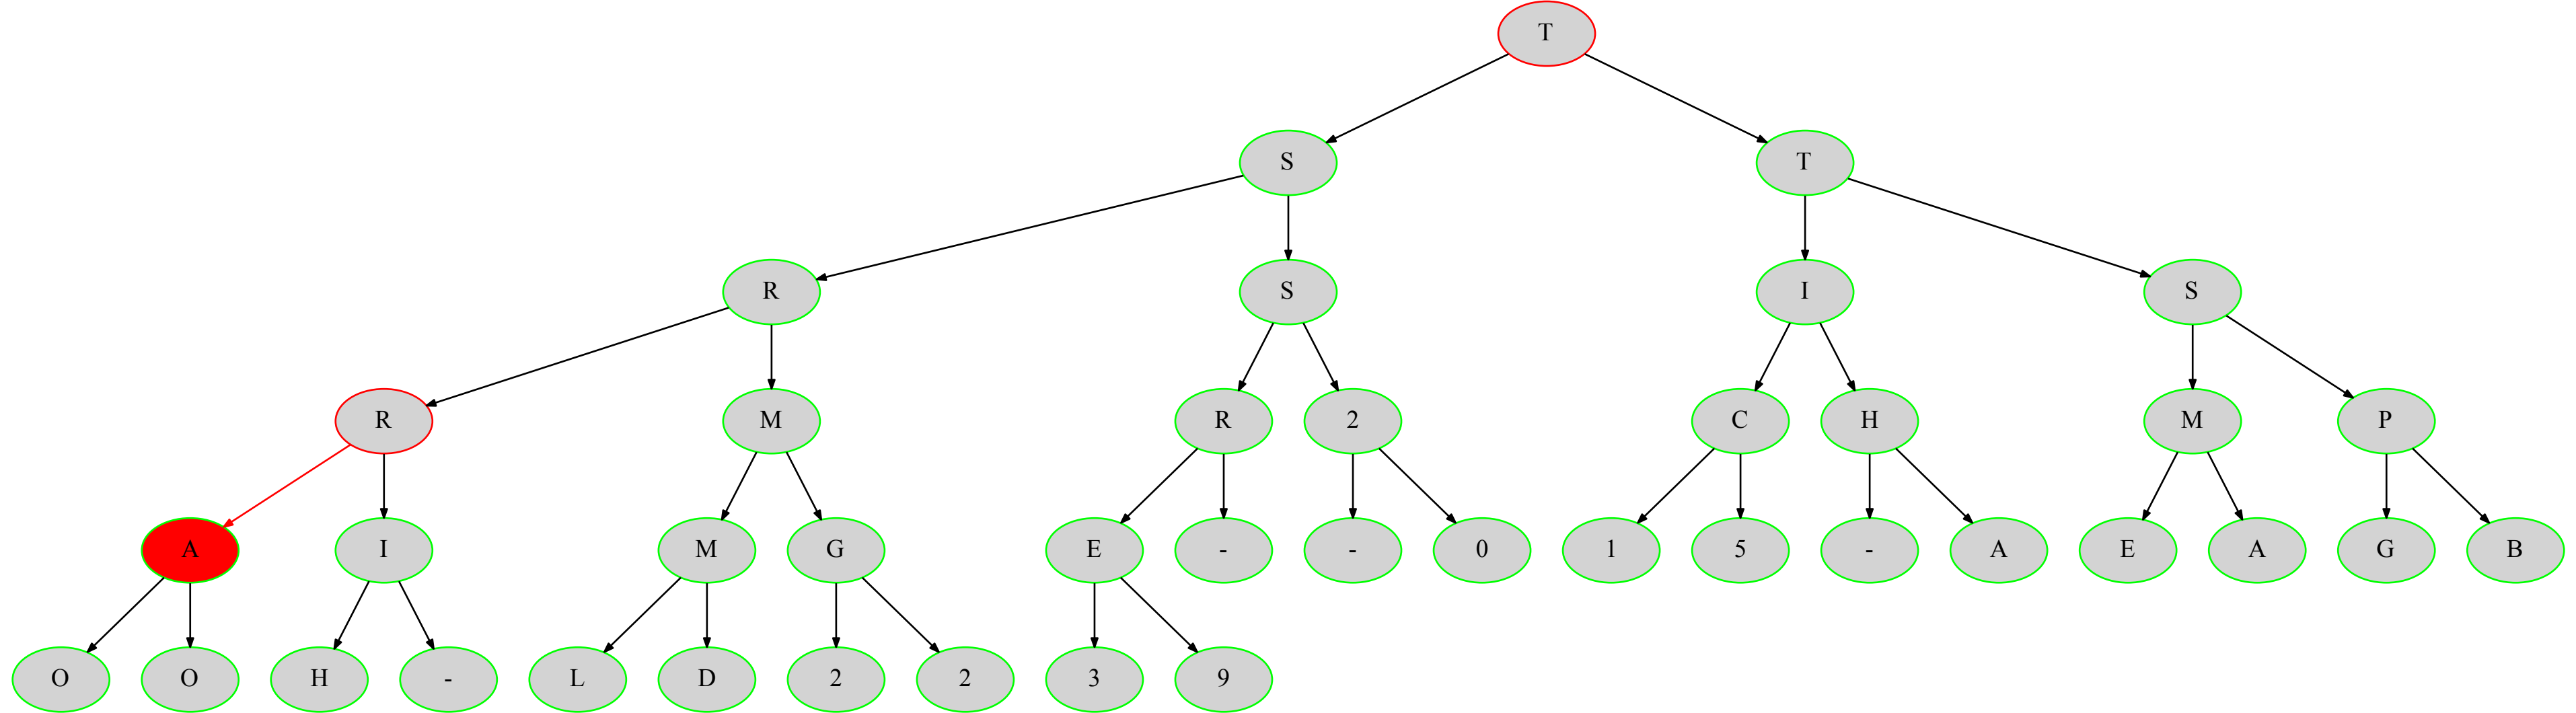 T
S T
R S I S
R M R 2 C H M P
A I M G E - - 0 1 5 - A E A G B
O O H - L D 2 2 3 9